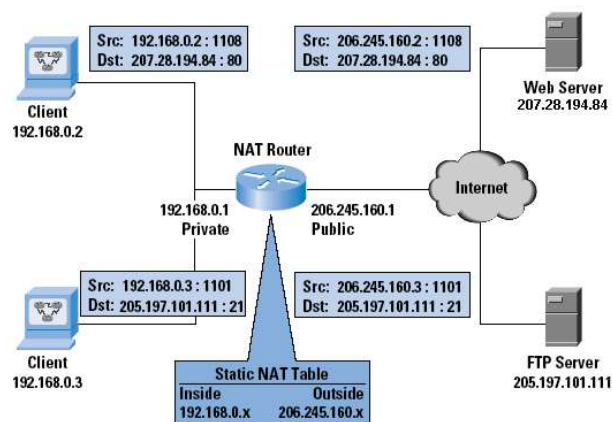 Src: 192.168.0.2 : 1108
Dst: 207.28.194.84 : 80
Src: 206.245.160.2 : 1108
Dst: 207.28.194.84 : 80
Client
192.168.0.2
Web Server
207.28.194.84
NAT Router
Internet
192.168.0.1
Private
206.245.160.1
Public
Src: 192.168.0.3 : 1101
Dst: 205.197.101.111 : 21
Src: 206.245.160.3 : 1101
Dst: 205.197.101.111 : 21
Client
192.168.0.3
FTP Server
205.197.101.111
Static NAT Table
Inside Outside
192.168.0.x 206.245.160.x